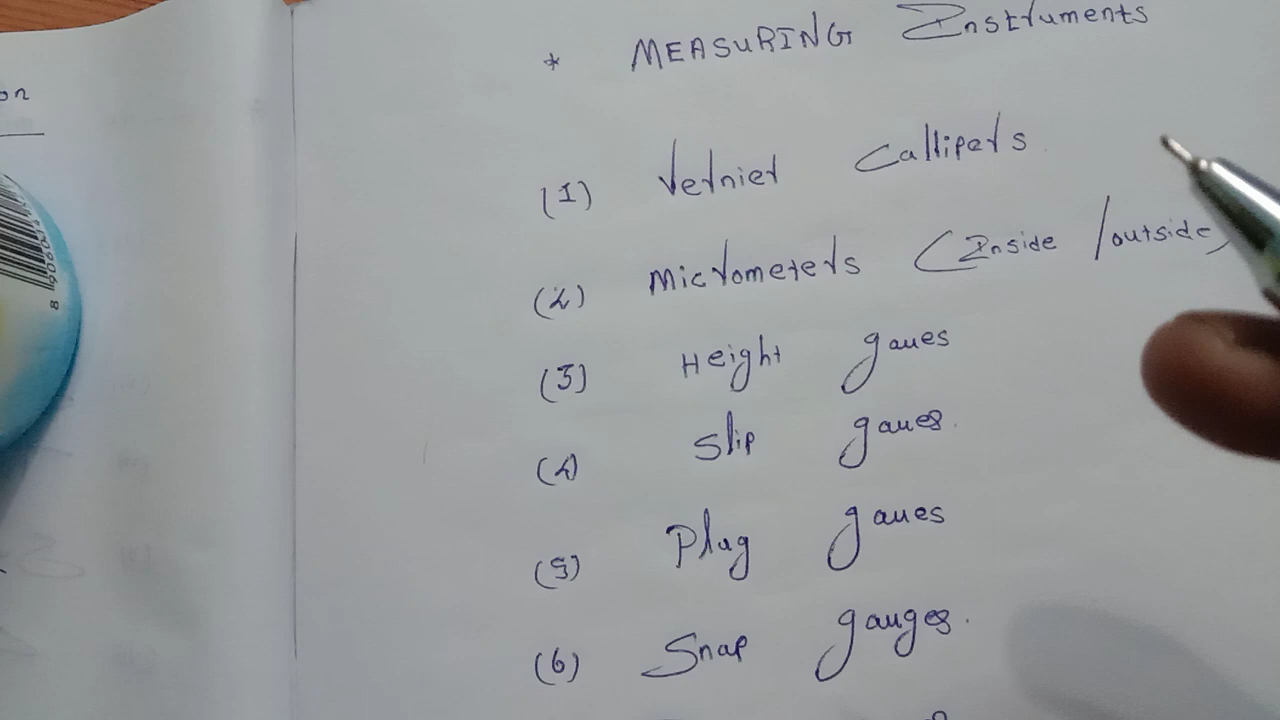 on
* MEASURING Instruments
(1) Vernier Callipers
(2) Micrometers (Inside /outside)
(3) Height gaues
(4) Slip gaues.
(5) Plug gaues
(6) Snap gauges.